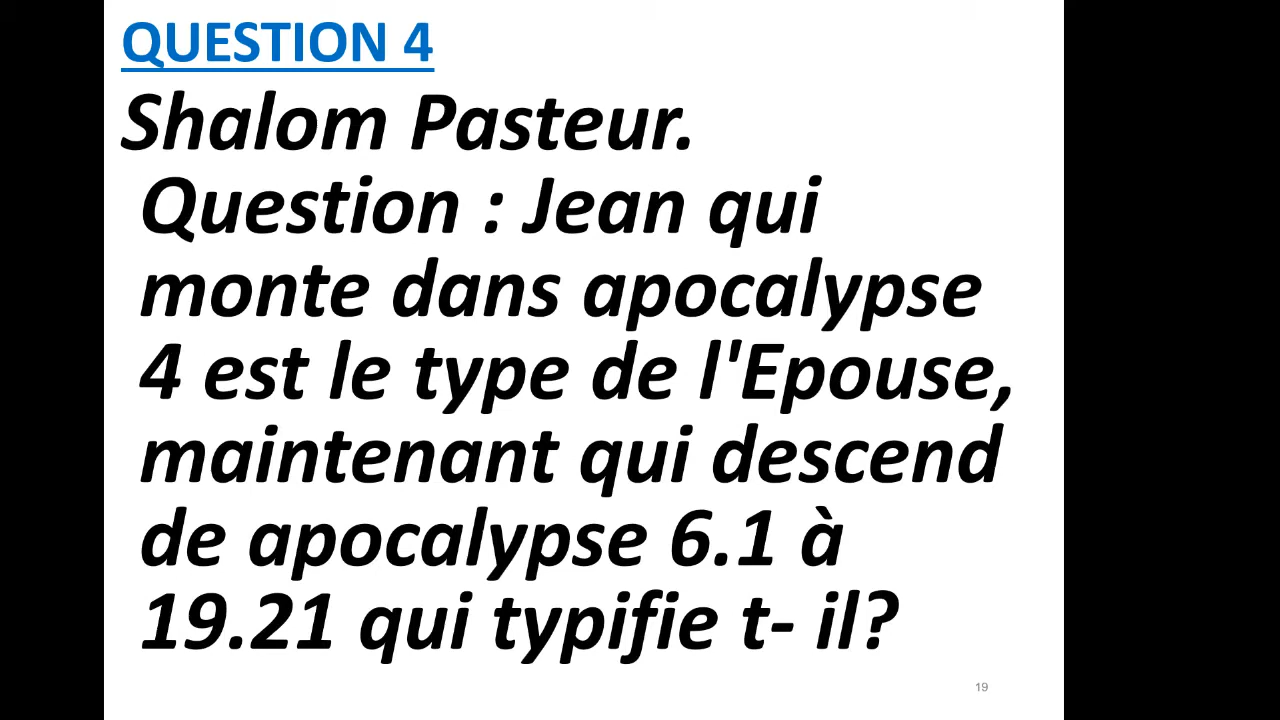 QUESTION 4
Shalom Pasteur.
Question : Jean qui
monte dans apocalypse
4 est le type de l'Epouse,
maintenant qui descend
de apocalypse 6.1 à
19.21 qui typifie t- il?
19